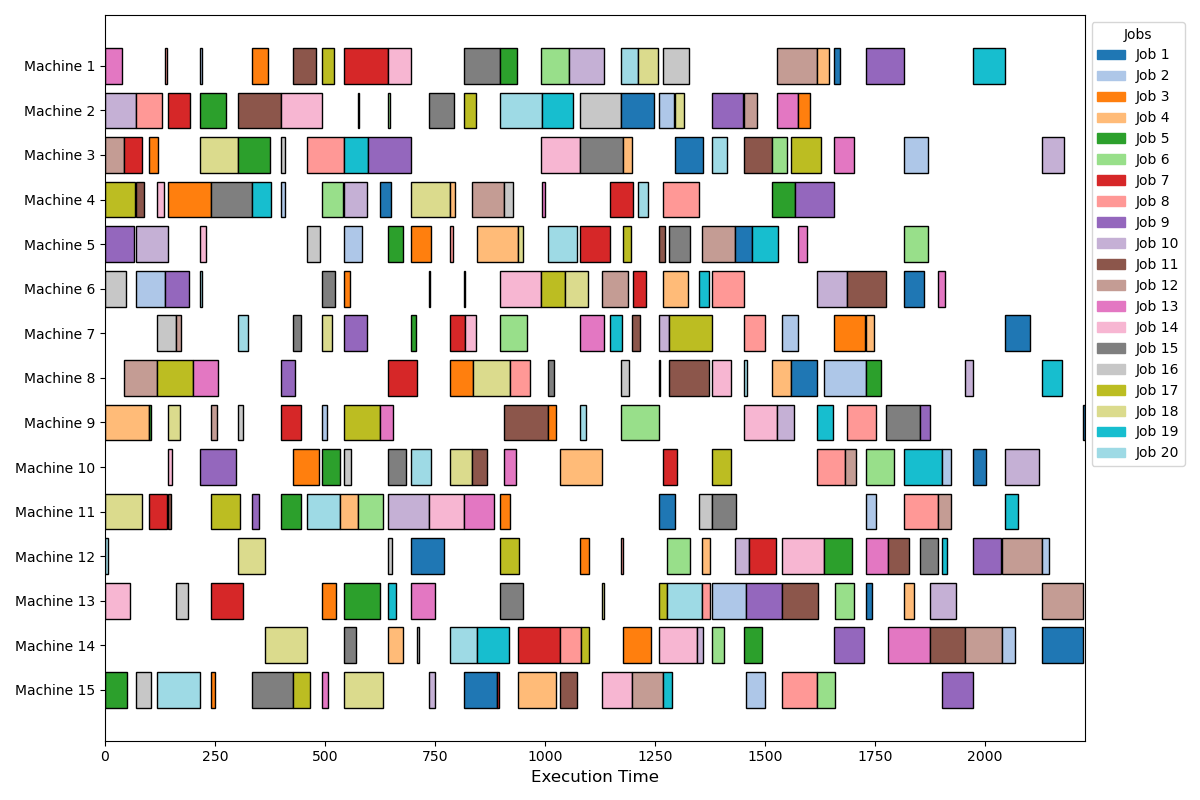 Machine 1
Machine 2
Machine 3
Machine 4
Machine 5
Machine 6
Machine 7
Machine 8
Machine 9
Machine 10
Machine 11
Machine 12
Machine 13
Machine 14
Machine 15
0 250 500 750 1000 1250 1500 1750 2000
Execution Time
Jobs
Job 1
Job 2
Job 3
Job 4
Job 5
Job 6
Job 7
Job 8
Job 9
Job 10
Job 11
Job 12
Job 13
Job 14
Job 15
Job 16
Job 17
Job 18
Job 19
Job 20